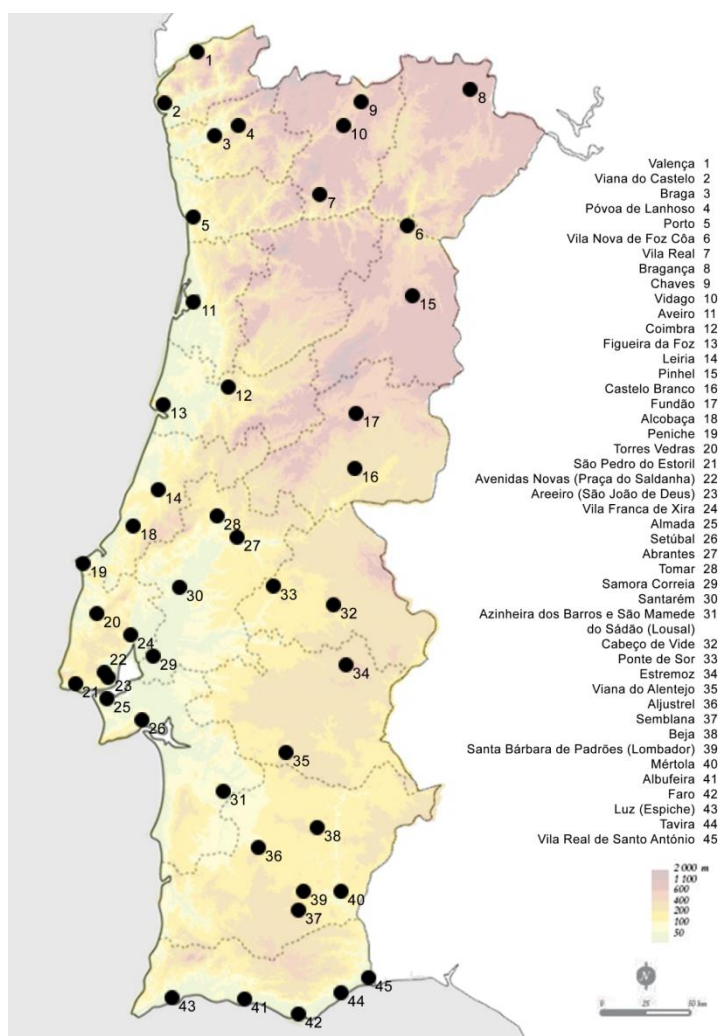 1
2
3
4
5
6
7
8
9
10
11
12
13
14
15
16
17
18
19
20
21
22
23
24
25
26
27
28
29
30
31
32
33
34
35
36
37
38
39
40
41
42
43
44
45
Valença 1
Viana do Castelo 2
Braga 3
Póvoa de Lanhoso 4
Porto 5
Vila Nova de Foz Côa 6
Vila Real 7
Bragança 8
Chaves 9
Vidago 10
Aveiro 11
Coimbra 12
Figueira da Foz 13
Leiria 14
Pinhel 15
Castelo Branco 16
Fundão 17
Alcobaça 18
Peniche 19
Torres Vedras 20
São Pedro do Estoril 21
Avenidas Novas (Praça do Saldanha) 22
Areeiro (São João de Deus) 23
Vila Franca de Xira 24
Almada 25
Setúbal 26
Abrantes 27
Tomar 28
Samora Correia 29
Santarém 30
Azinheira dos Barros e São Mamede 31
do Sádão (Lousal)
Cabeço de Vide 32
Ponte de Sor 33
Estremoz 34
Viana do Alentejo 35
Aljustrel 36
Semblana 37
Beja 38
Santa Bárbara de Padrões (Lombador) 39
Mértola 40
Albufeira 41
Faro 42
Luz (Espiche) 43
Tavira 44
Vila Real de Santo António 45
2 000 m
1 100
600
400
200
100
50
N
0 25 50 km